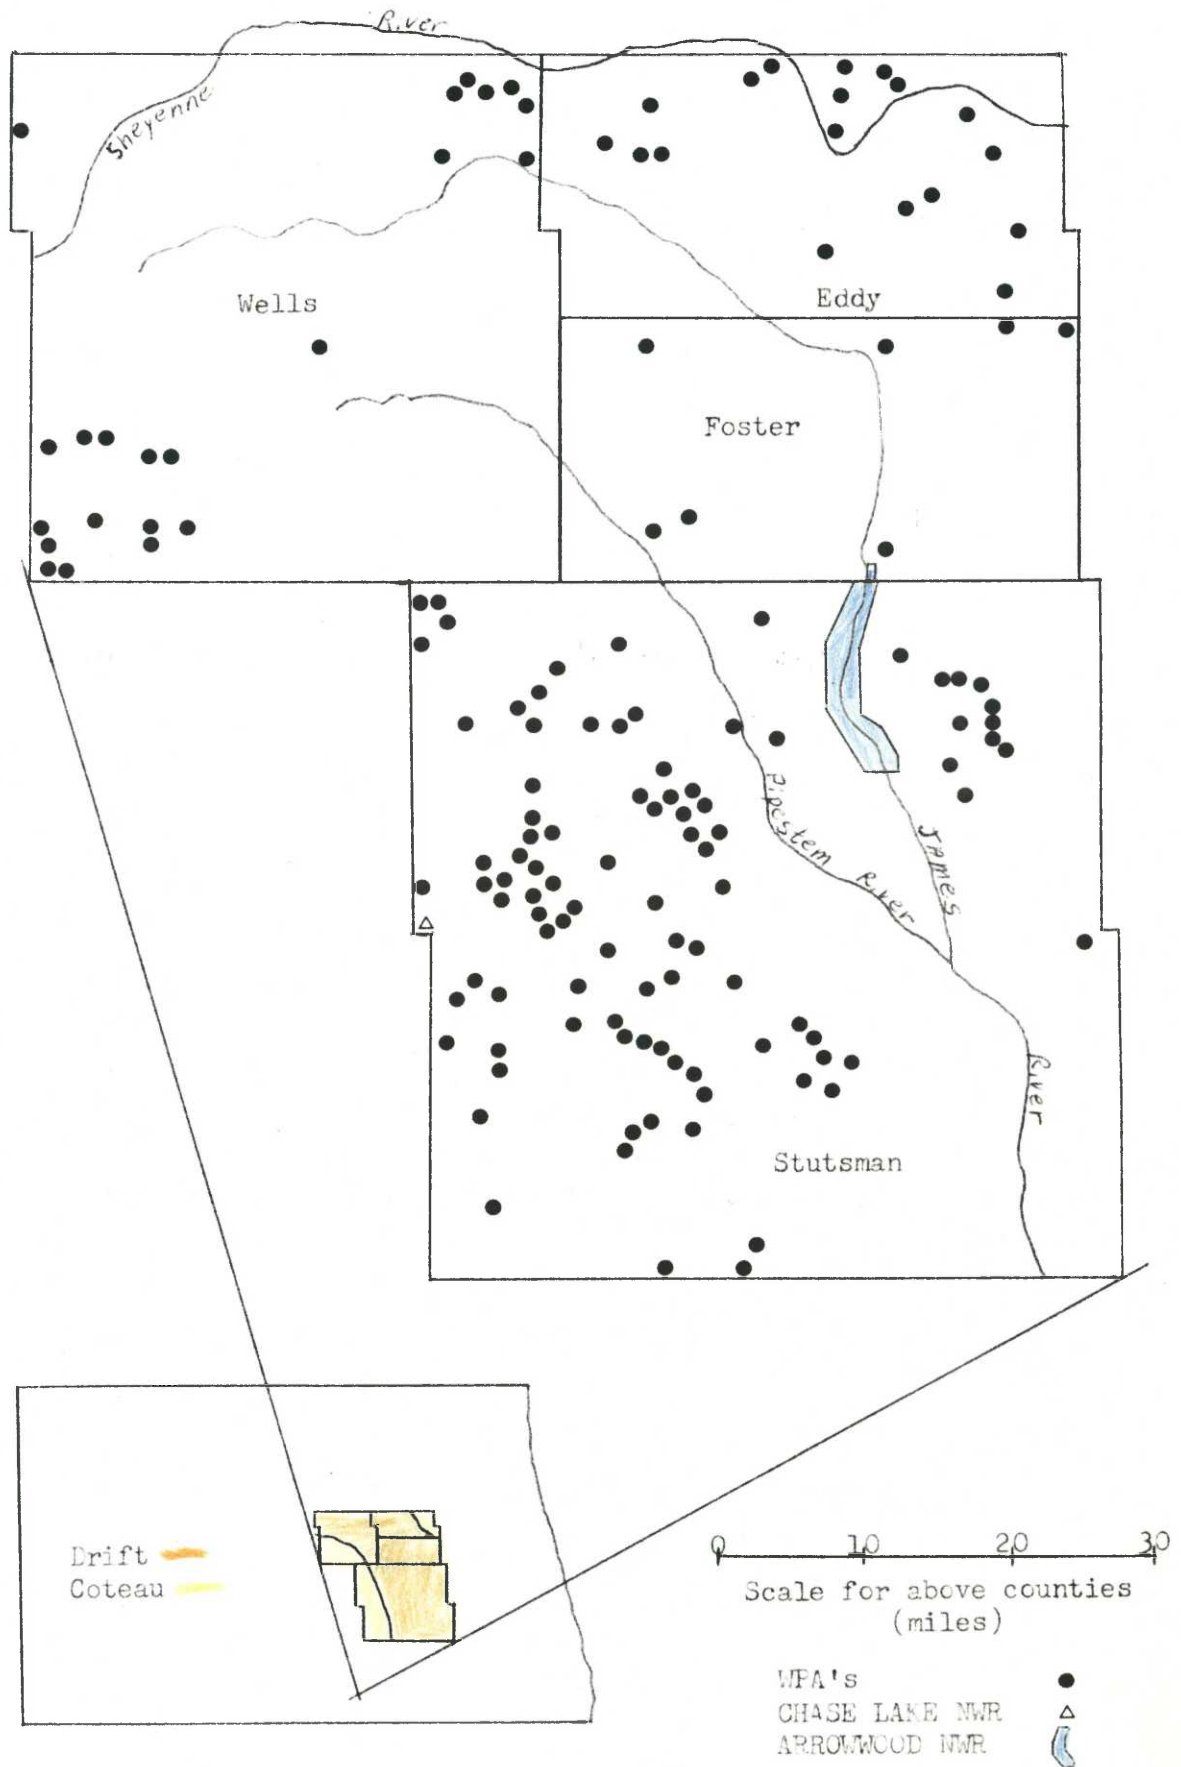 River
Sheyenne
Wells
Eddy
Foster
Pipestem River
JAMES
River
Stutsman
Drift
Coteau
0 10 20 30
Scale for above counties
(miles)
WPA's
CHASE LAKE NWR
ARROWWOOD NWR